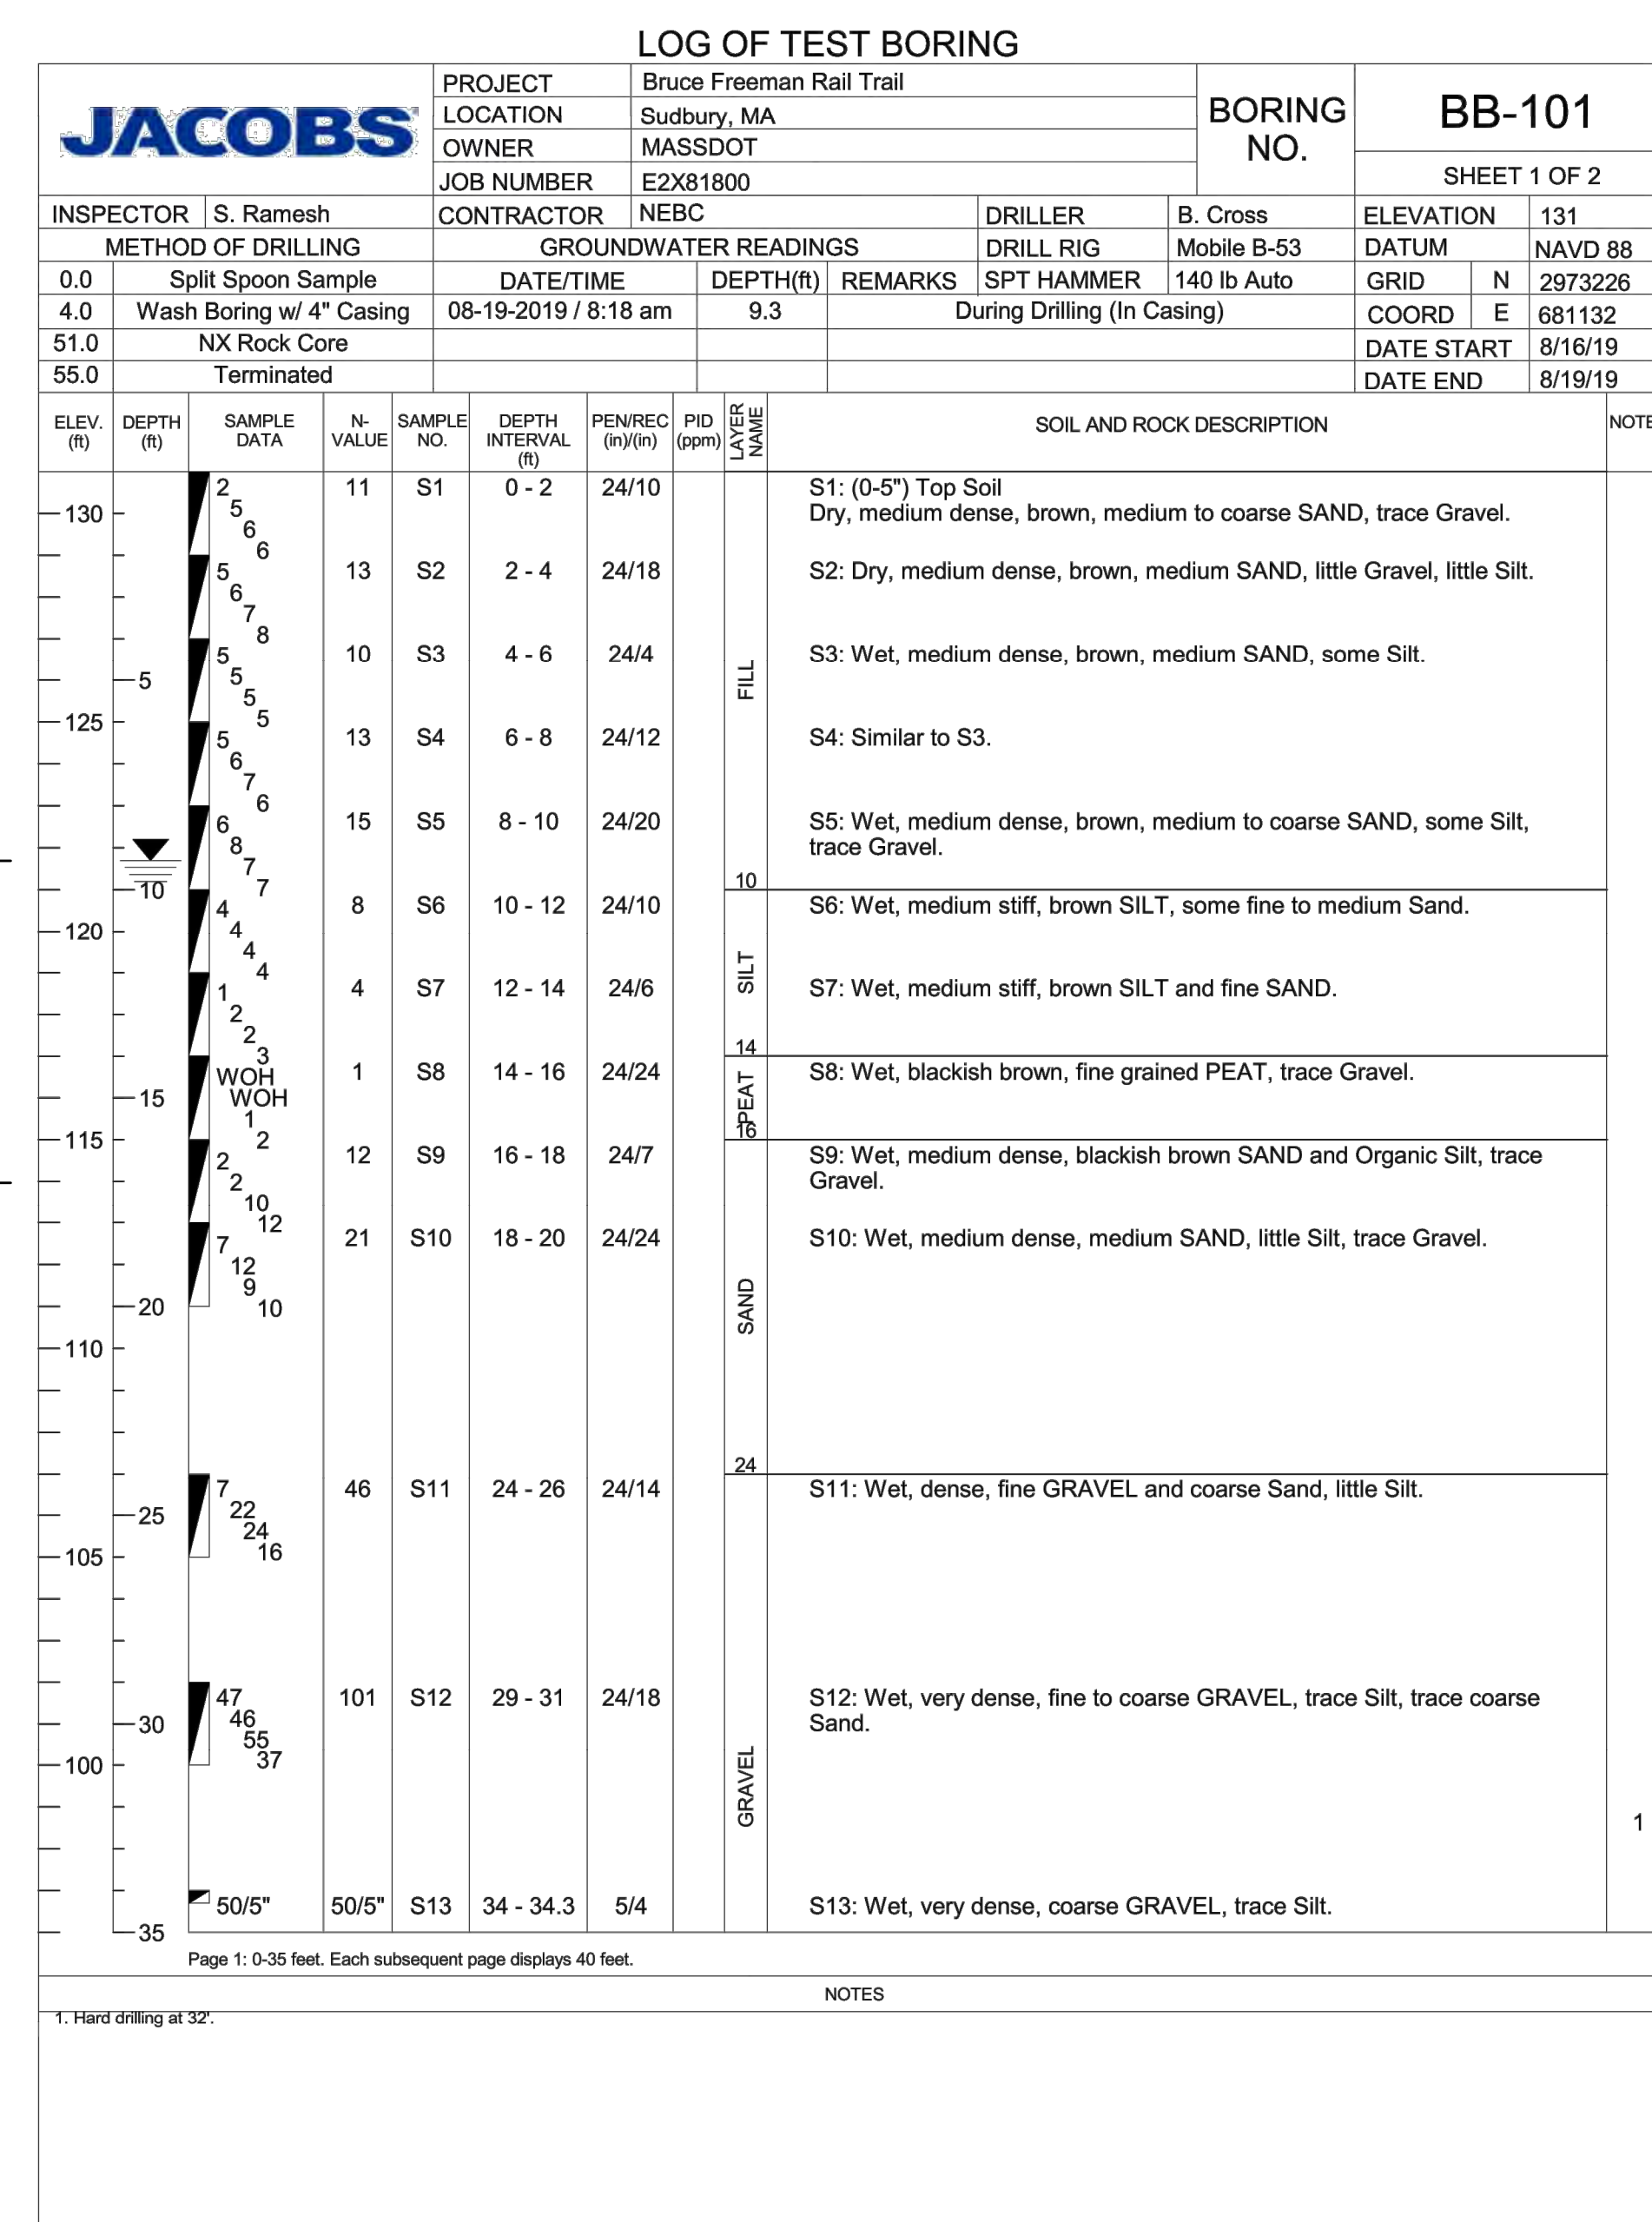 LOG OF TEST BORING
JACOBS
PROJECT Bruce Freeman Rail Trail
LOCATION Sudbury, MA
OWNER MASSDOT
JOB NUMBER E2X81800
BORING NO.
BB-101
SHEET 1 OF 2
INSPECTOR S. Ramesh CONTRACTOR NEBC DRILLER B. Cross ELEVATION 131
METHOD OF DRILLING GROUNDWATER READINGS DRILL RIG Mobile B-53 DATUM NAVD 88
0.0 Split Spoon Sample DATE/TIME DEPTH(ft) REMARKS SPT HAMMER 140 lb Auto GRID N 2973226
4.0 Wash Boring w/ 4" Casing 08-19-2019 / 8:18 am 9.3 During Drilling (In Casing) COORD E 681132
51.0 NX Rock Core DATE START 8/16/19
55.0 Terminated DATE END 8/19/19
ELEV. (ft) DEPTH (ft) SAMPLE DATA N-VALUE SAMPLE NO. DEPTH INTERVAL (ft) PEN/REC (in)/(in) PID (ppm) LAYER NAME SOIL AND ROCK DESCRIPTION NOTE
2 11 S1 0 - 2 24/10 S1: (0-5") Top Soil
130 5 Dry, medium dense, brown, medium to coarse SAND, trace Gravel.
6
6
5 13 S2 2 - 4 24/18 S2: Dry, medium dense, brown, medium SAND, little Gravel, little Silt.
6
7
8
5 10 S3 4 - 6 24/4 S3: Wet, medium dense, brown, medium SAND, some Silt.
5 5 FILL
5
125 5
5 13 S4 6 - 8 24/12 S4: Similar to S3.
6
7
6
6 15 S5 8 - 10 24/20 S5: Wet, medium dense, brown, medium to coarse SAND, some Silt,
8 trace Gravel.
7
10 7 10
4 8 S6 10 - 12 24/10 S6: Wet, medium stiff, brown SILT, some fine to medium Sand.
120 4
4
4 SILT
1 4 S7 12 - 14 24/6 S7: Wet, medium stiff, brown SILT and fine SAND.
2
2
3 14
WOH 1 S8 14 - 16 24/24 S8: Wet, blackish brown, fine grained PEAT, trace Gravel.
15 WOH PEAT
1 16
115 2
2 12 S9 16 - 18 24/7 S9: Wet, medium dense, blackish brown SAND and Organic Silt, trace
2 Gravel.
10
12
7 21 S10 18 - 20 24/24 S10: Wet, medium dense, medium SAND, little Silt, trace Gravel.
12
9
20 10 SAND
110
24
7 46 S11 24 - 26 24/14 S11: Wet, dense, fine GRAVEL and coarse Sand, little Silt.
25 22
24
105 16
47 101 S12 29 - 31 24/18 S12: Wet, very dense, fine to coarse GRAVEL, trace Silt, trace coarse
30 46 Sand.
55
100 37
GRAVEL 1
50/5" 50/5" S13 34 - 34.3 5/4 S13: Wet, very dense, coarse GRAVEL, trace Silt.
35
Page 1: 0-35 feet. Each subsequent page displays 40 feet.
NOTES
1. Hard drilling at 32'.